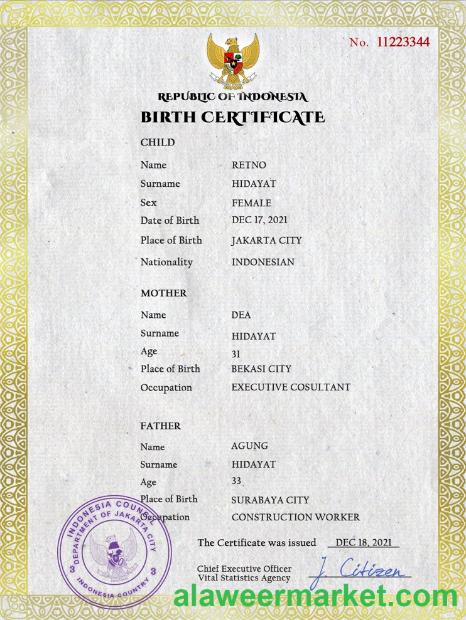 No. 11223344
REPUBLIC OF INDONESIA
BIRTH CERTIFICATE
CHILD
Name RETNO
Surname HIDAYAT
Sex FEMALE
Date of Birth DEC 17, 2021
Place of Birth JAKARTA CITY
Nationality INDONESIAN
MOTHER
Name DEA
Surname HIDAYAT
Age 31
Place of Birth BEKASI CITY
Occupation EXECUTIVE COSULTANT
FATHER
Name AGUNG
Surname HIDAYAT
Age 33
Place of Birth SURABAYA CITY
Occupation CONSTRUCTION WORKER
INDONESIA COUNCIL
DEPARTMENT OF JAKARTA CITY
3 3
INDONESIA COUNTRY
The Certificate was issued DEC 18, 2021
Chief Executive Officer
Vital Statistics Agency
J. Citizen
alaweermarket.com